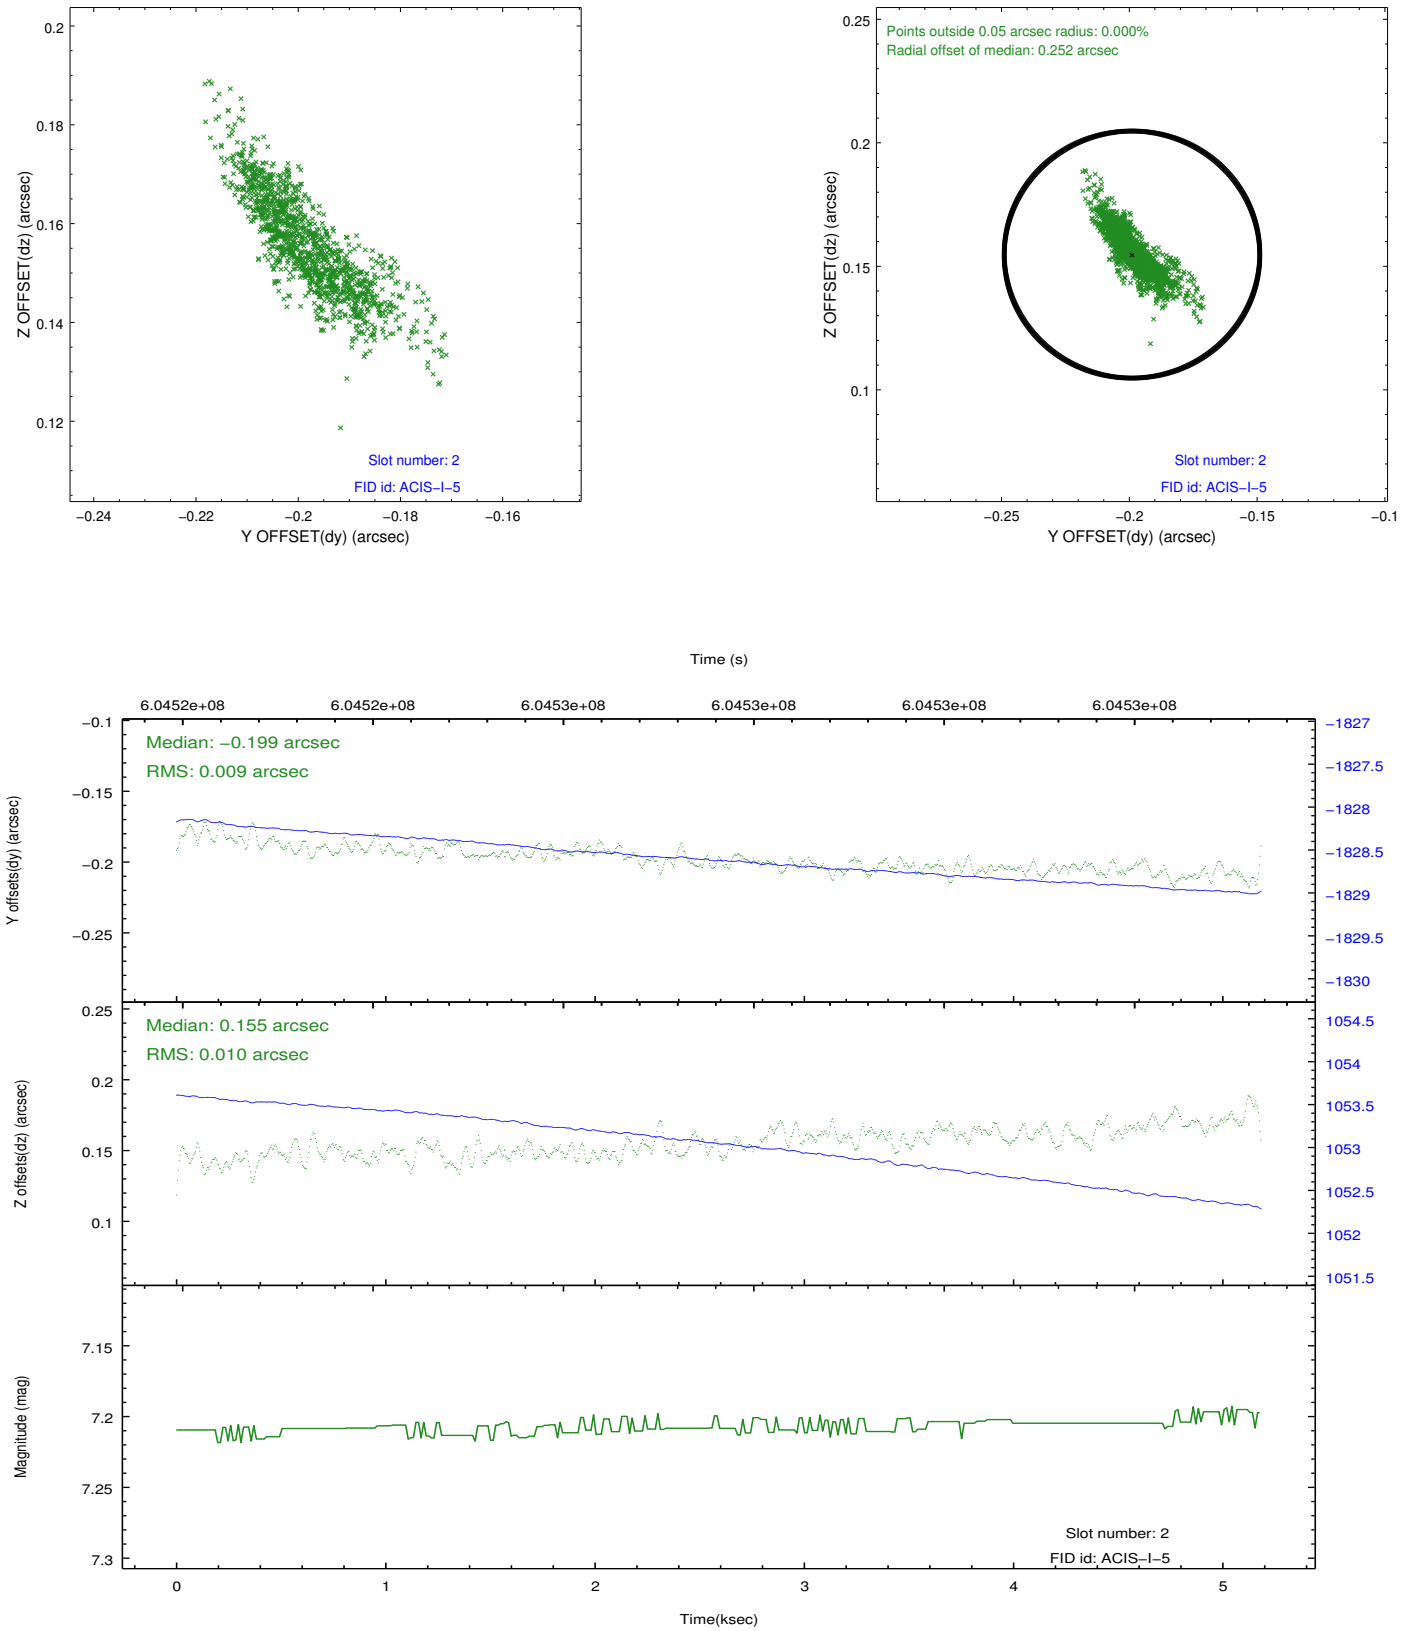 0.2
0.18
0.16
0.14
0.12
Z OFFSET(dz) (arcsec)
Slot number: 2
FID id: ACIS−I−5
−0.24 −0.22 −0.2 −0.18 −0.16
Y OFFSET(dy) (arcsec)
0.25
0.2
0.15
0.1
Z OFFSET(dz) (arcsec)
Points outside 0.05 arcsec radius: 0.000%
Radial offset of median: 0.252 arcsec
Slot number: 2
FID id: ACIS−I−5
−0.25 −0.2 −0.15 −0.1
Y OFFSET(dy) (arcsec)
Time (s)
6.0452e+08 6.0452e+08 6.0453e+08 6.0453e+08 6.0453e+08 6.0453e+08
−0.1
−0.15
−0.2
−0.25
Y offsets(dy) (arcsec)
Median: −0.199 arcsec
RMS: 0.009 arcsec
−1827
−1827.5
−1828
−1828.5
−1829
−1829.5
−1830
0.25
0.2
0.15
0.1
Z offsets(dz) (arcsec)
Median: 0.155 arcsec
RMS: 0.010 arcsec
1054.5
1054
1053.5
1053
1052.5
1052
1051.5
7.15
7.2
7.25
7.3
Magnitude (mag)
Slot number: 2
FID id: ACIS−I−5
0 1 2 3 4 5
Time(ksec)